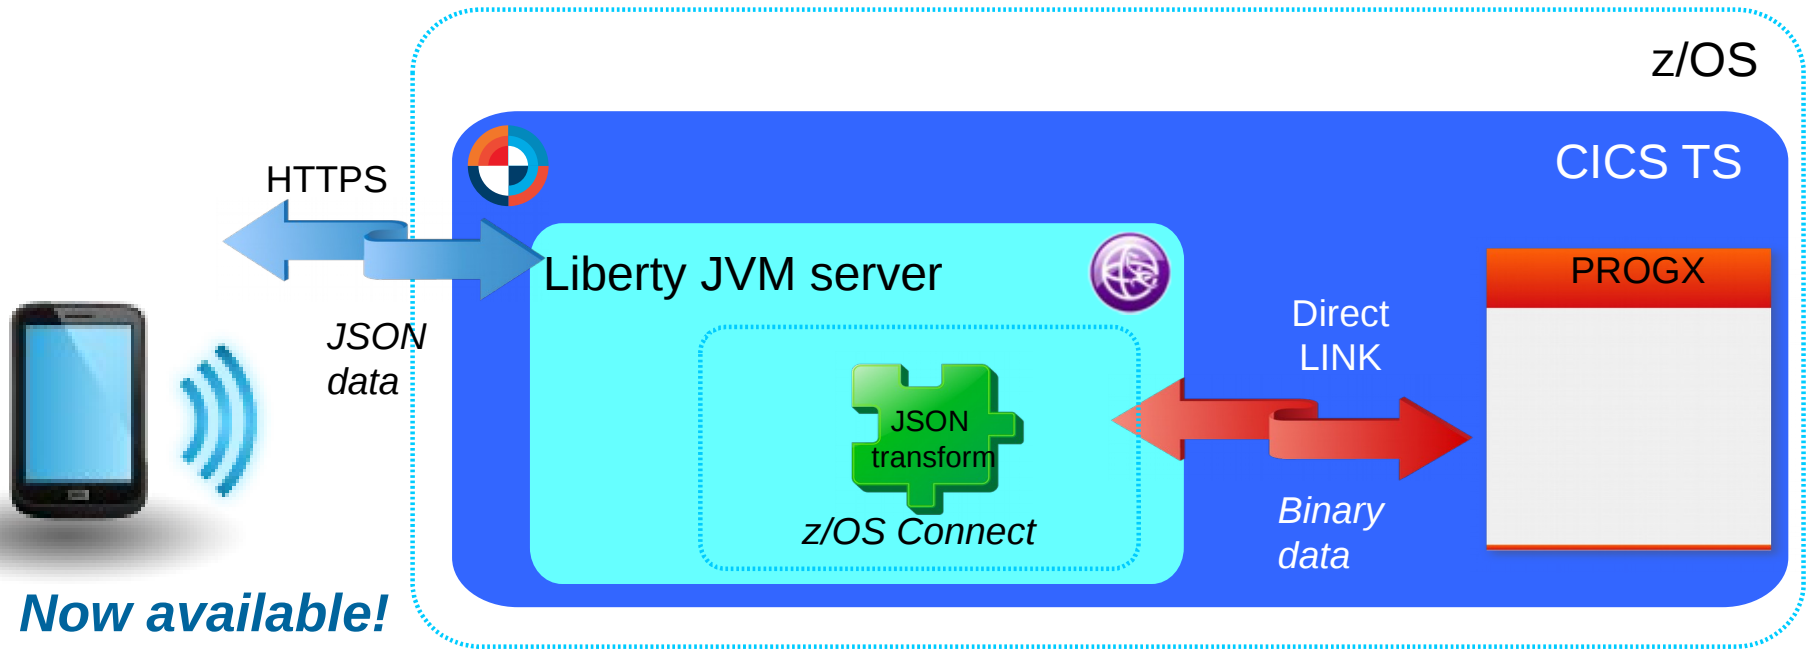 z/OS
CICS TS
HTTPS
JSON
data
Liberty JVM server
JSON
transform
z/OS Connect
Direct
LINK
Binary
data
PROGX
Now available!